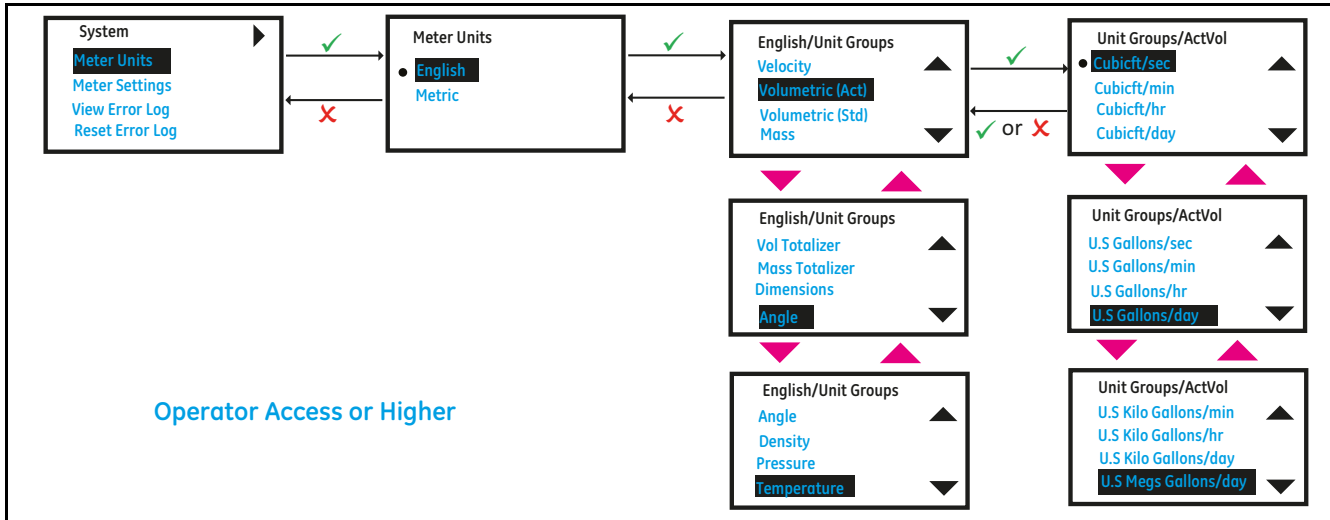 System
Meter Units
Meter Settings
View Error Log
Reset Error Log
Meter Units
English
Metric
English/Unit Groups
Velocity
Volumetric (Act)
Volumetric (Std)
Mass
or
Unit Groups/ActVol
Cubicft/sec
Cubicft/min
Cubicft/hr
Cubicft/day
English/Unit Groups
Vol Totalizer
Mass Totalizer
Dimensions
Angle
Unit Groups/ActVol
U.S Gallons/sec
U.S Gallons/min
U.S Gallons/hr
U.S Gallons/day
English/Unit Groups
Angle
Density
Pressure
Temperature
Unit Groups/ActVol
U.S Kilo Gallons/min
U.S Kilo Gallons/hr
U.S Kilo Gallons/day
U.S Megs Gallons/day
Operator Access or Higher